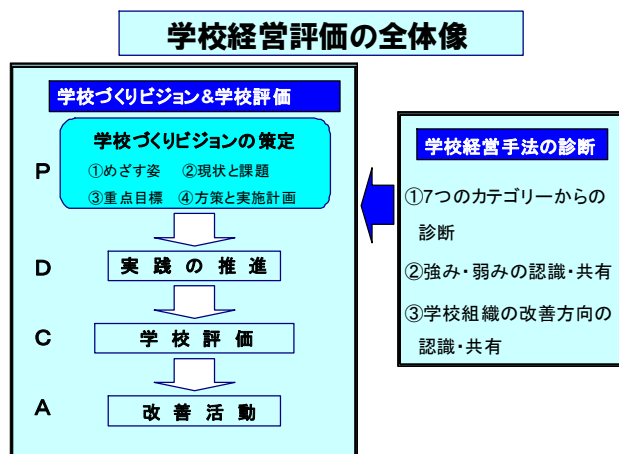 学校経営評価の全体像
学校づくりビジョン&学校評価
学校づくりビジョンの策定
P
①めざす姿 ②現状と課題
③重点目標 ④方策と実施計画
D
実践の推進
C
学校評価
A
改善活動
学校経営手法の診断
①7つのカテゴリーからの
診断
②強み・弱みの認識・共有
③学校組織の改善方向の
認識・共有